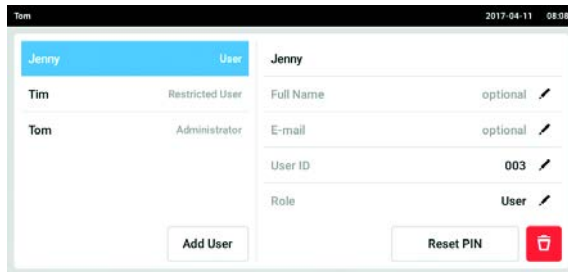 Tom 2017-04-11 08:08
Jenny User
Tim Restricted User
Tom Administrator
Add User
Jenny
Full Name optional
E-mail optional
User ID 003
Role User
Reset PIN